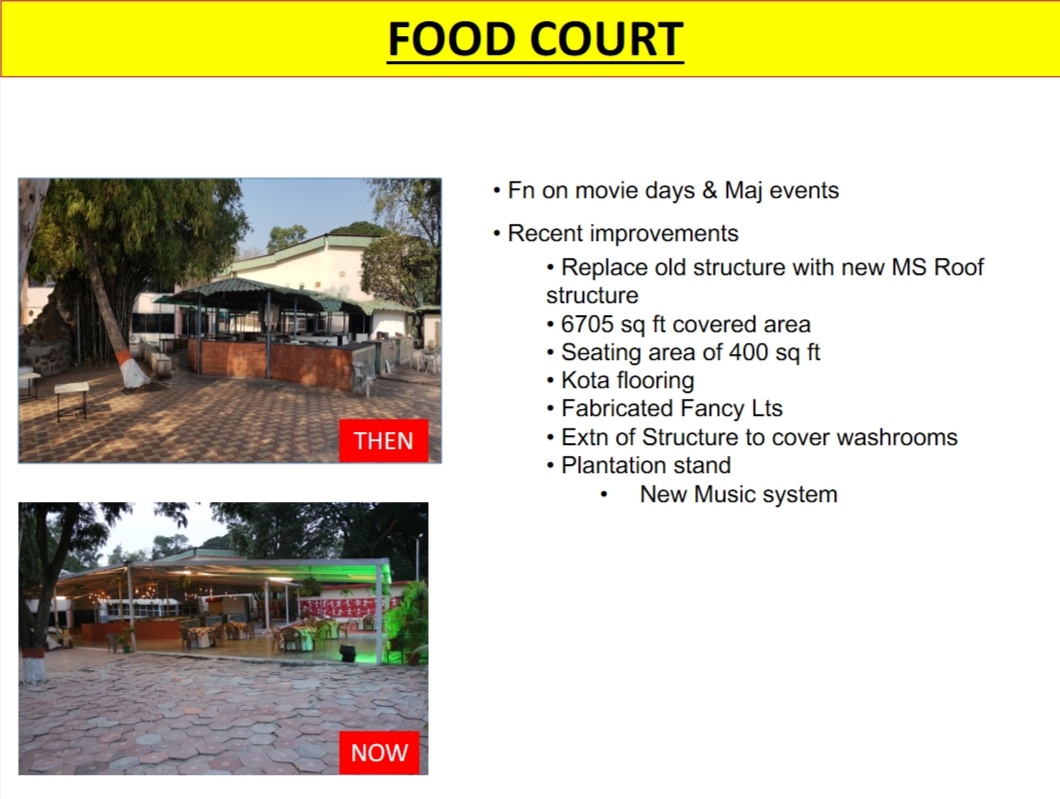 FOOD COURT
• Fn on movie days & Maj events
• Recent improvements
• Replace old structure with new MS Roof
structure
• 6705 sq ft covered area
• Seating area of 400 sq ft
• Kota flooring
• Fabricated Fancy Lts
• Extn of Structure to cover washrooms
• Plantation stand
• New Music system
THEN
NOW